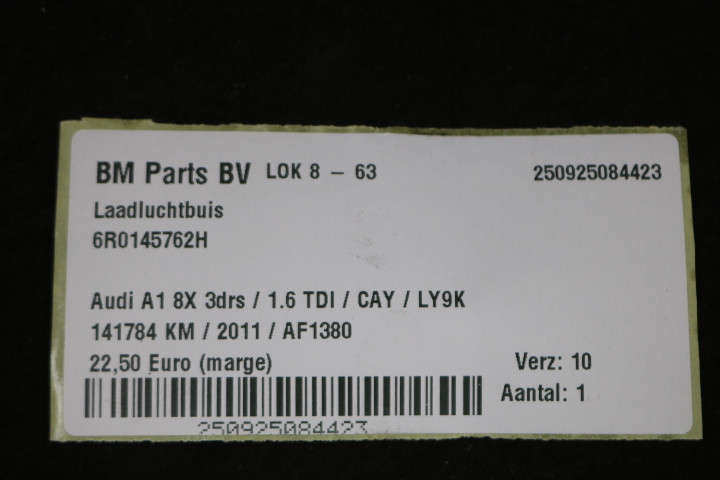 BM Parts BV LOK 8 - 63 250925084423
Laadluchtbuis
6R0145762H
Audi A1 8X 3drs / 1.6 TDI / CAY / LY9K
141784 KM / 2011 / AF1380
22,50 Euro (marge) Verz: 10
Aantal: 1
250925084423